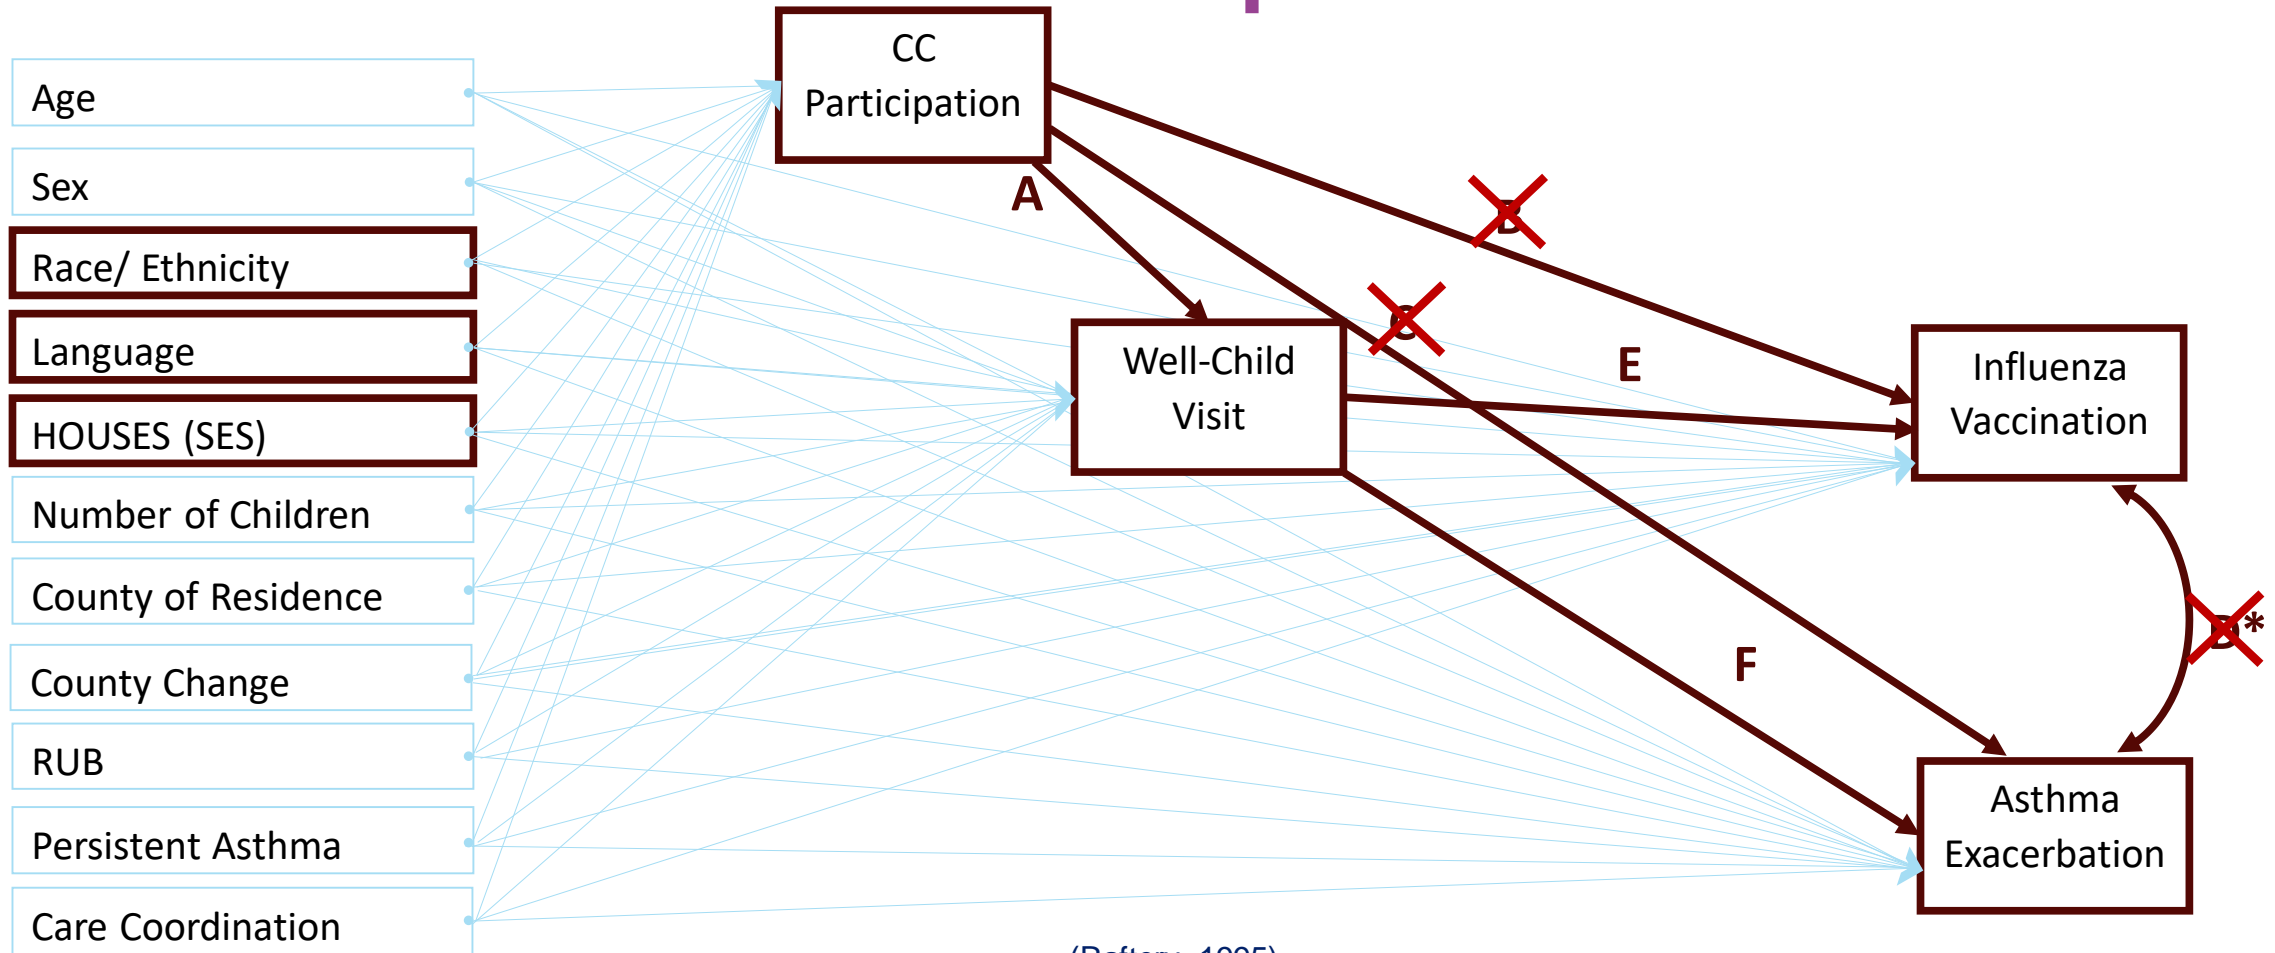 CC
Participation
Age
Sex
Race/ Ethnicity
Language
HOUSES (SES)
Number of Children
County of Residence
County Change
RUB
Persistent Asthma
Care Coordination
A
B
C
E
Well-Child
Visit
Influenza
Vaccination
D*
F
Asthma
Exacerbation